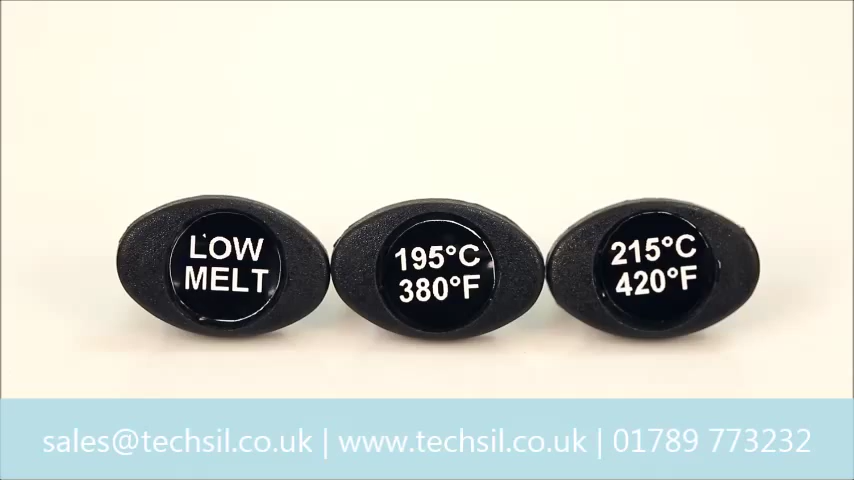 LOW
MELT
195°C
380°F
215°C
420°F
sales@techsil.co.uk | www.techsil.co.uk | 01789 773232